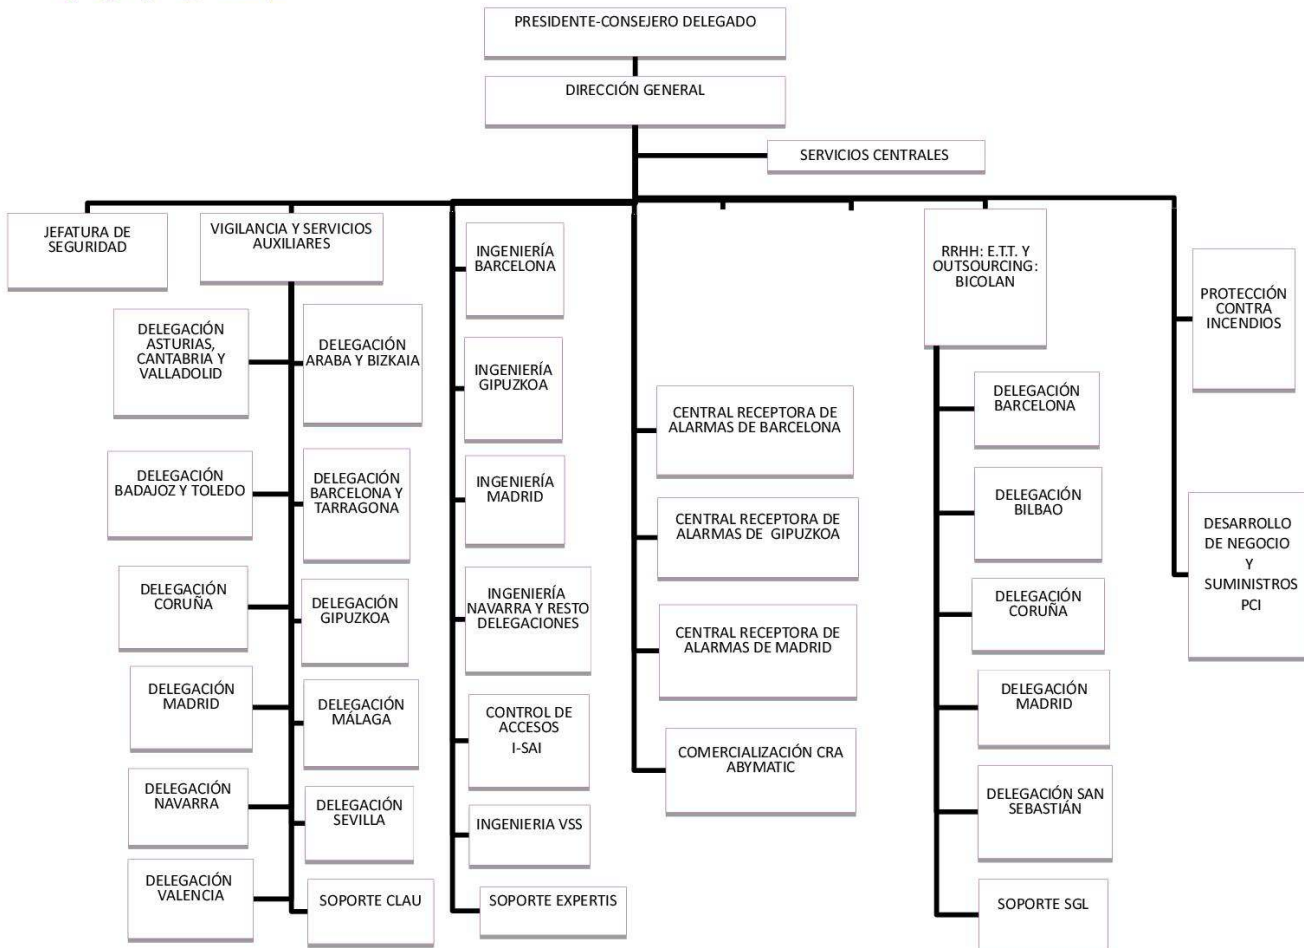 PRESIDENTE-CONSEJERO DELEGADO
DIRECCIÓN GENERAL
SERVICIOS CENTRALES
JEFATURA DE
SEGURIDAD
VIGILANCIA Y SERVICIOS
AUXILIARES
DELEGACIÓN
ASTURIAS,
CANTABRIA Y
VALLADOLID
DELEGACIÓN
ARABA Y BIZKAIA
DELEGACIÓN
BADAJOZ Y TOLEDO
DELEGACIÓN
BARCELONA Y
TARRAGONA
DELEGACIÓN
CORUÑA
DELEGACIÓN
GIPUZKOA
DELEGACIÓN
MADRID
DELEGACIÓN
MÁLAGA
DELEGACIÓN
NAVARRA
DELEGACIÓN
SEVILLA
DELEGACIÓN
VALENCIA
SOPORTE CLAU
INGENIERÍA
BARCELONA
INGENIERÍA
GIPUZKOA
INGENIERÍA
MADRID
INGENIERÍA
NAVARRA Y RESTO
DELEGACIONES
CONTROL DE
ACCESOS
I-SAI
INGENIERIA VSS
SOPORTE EXPERTIS
CENTRAL RECEPTORA DE
ALARMAS DE BARCELONA
CENTRAL RECEPTORA DE
ALARMAS DE GIPUZKOA
CENTRAL RECEPTORA DE
ALARMAS DE MADRID
COMERCIALIZACIÓN CRA
ABYMATIC
RRHH: E.T.T. Y
OUTSOURCING:
BICOLAN
DELEGACIÓN
BARCELONA
DELEGACIÓN
BILBAO
DELEGACIÓN
CORUÑA
DELEGACIÓN
MADRID
DELEGACIÓN SAN
SEBASTIÁN
SOPORTE SGL
PROTECCIÓN
CONTRA
INCENDIOS
DESARROLLO
DE NEGOCIO
Y
SUMINISTROS
PCI